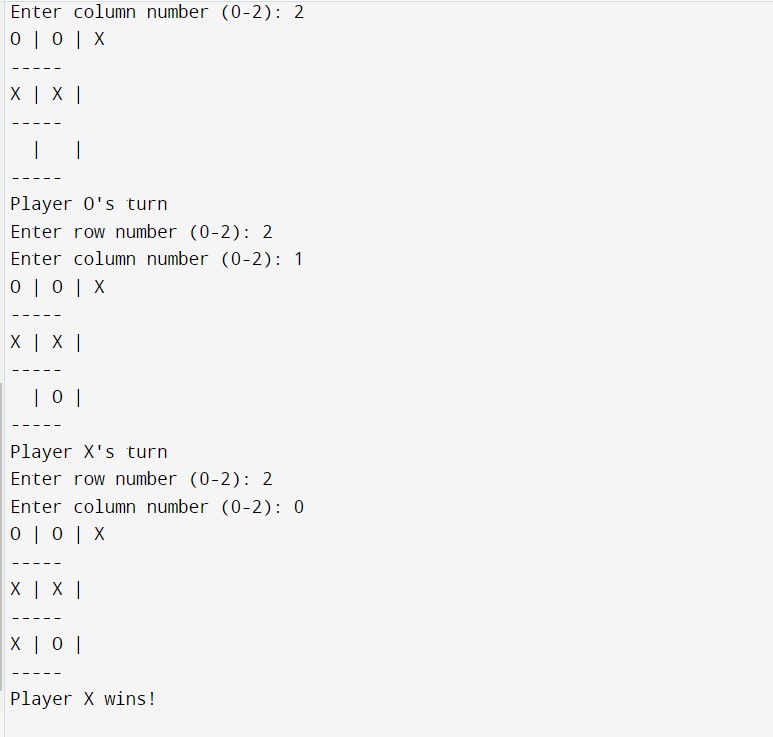 Enter column number (0-2): 2
O | O | X
-----
X | X |
-----
  |   |
-----
Player O's turn
Enter row number (0-2): 2
Enter column number (0-2): 1
O | O | X
-----
X | X |
-----
  | O |
-----
Player X's turn
Enter row number (0-2): 2
Enter column number (0-2): 0
O | O | X
-----
X | X |
-----
X | O |
-----
Player X wins!